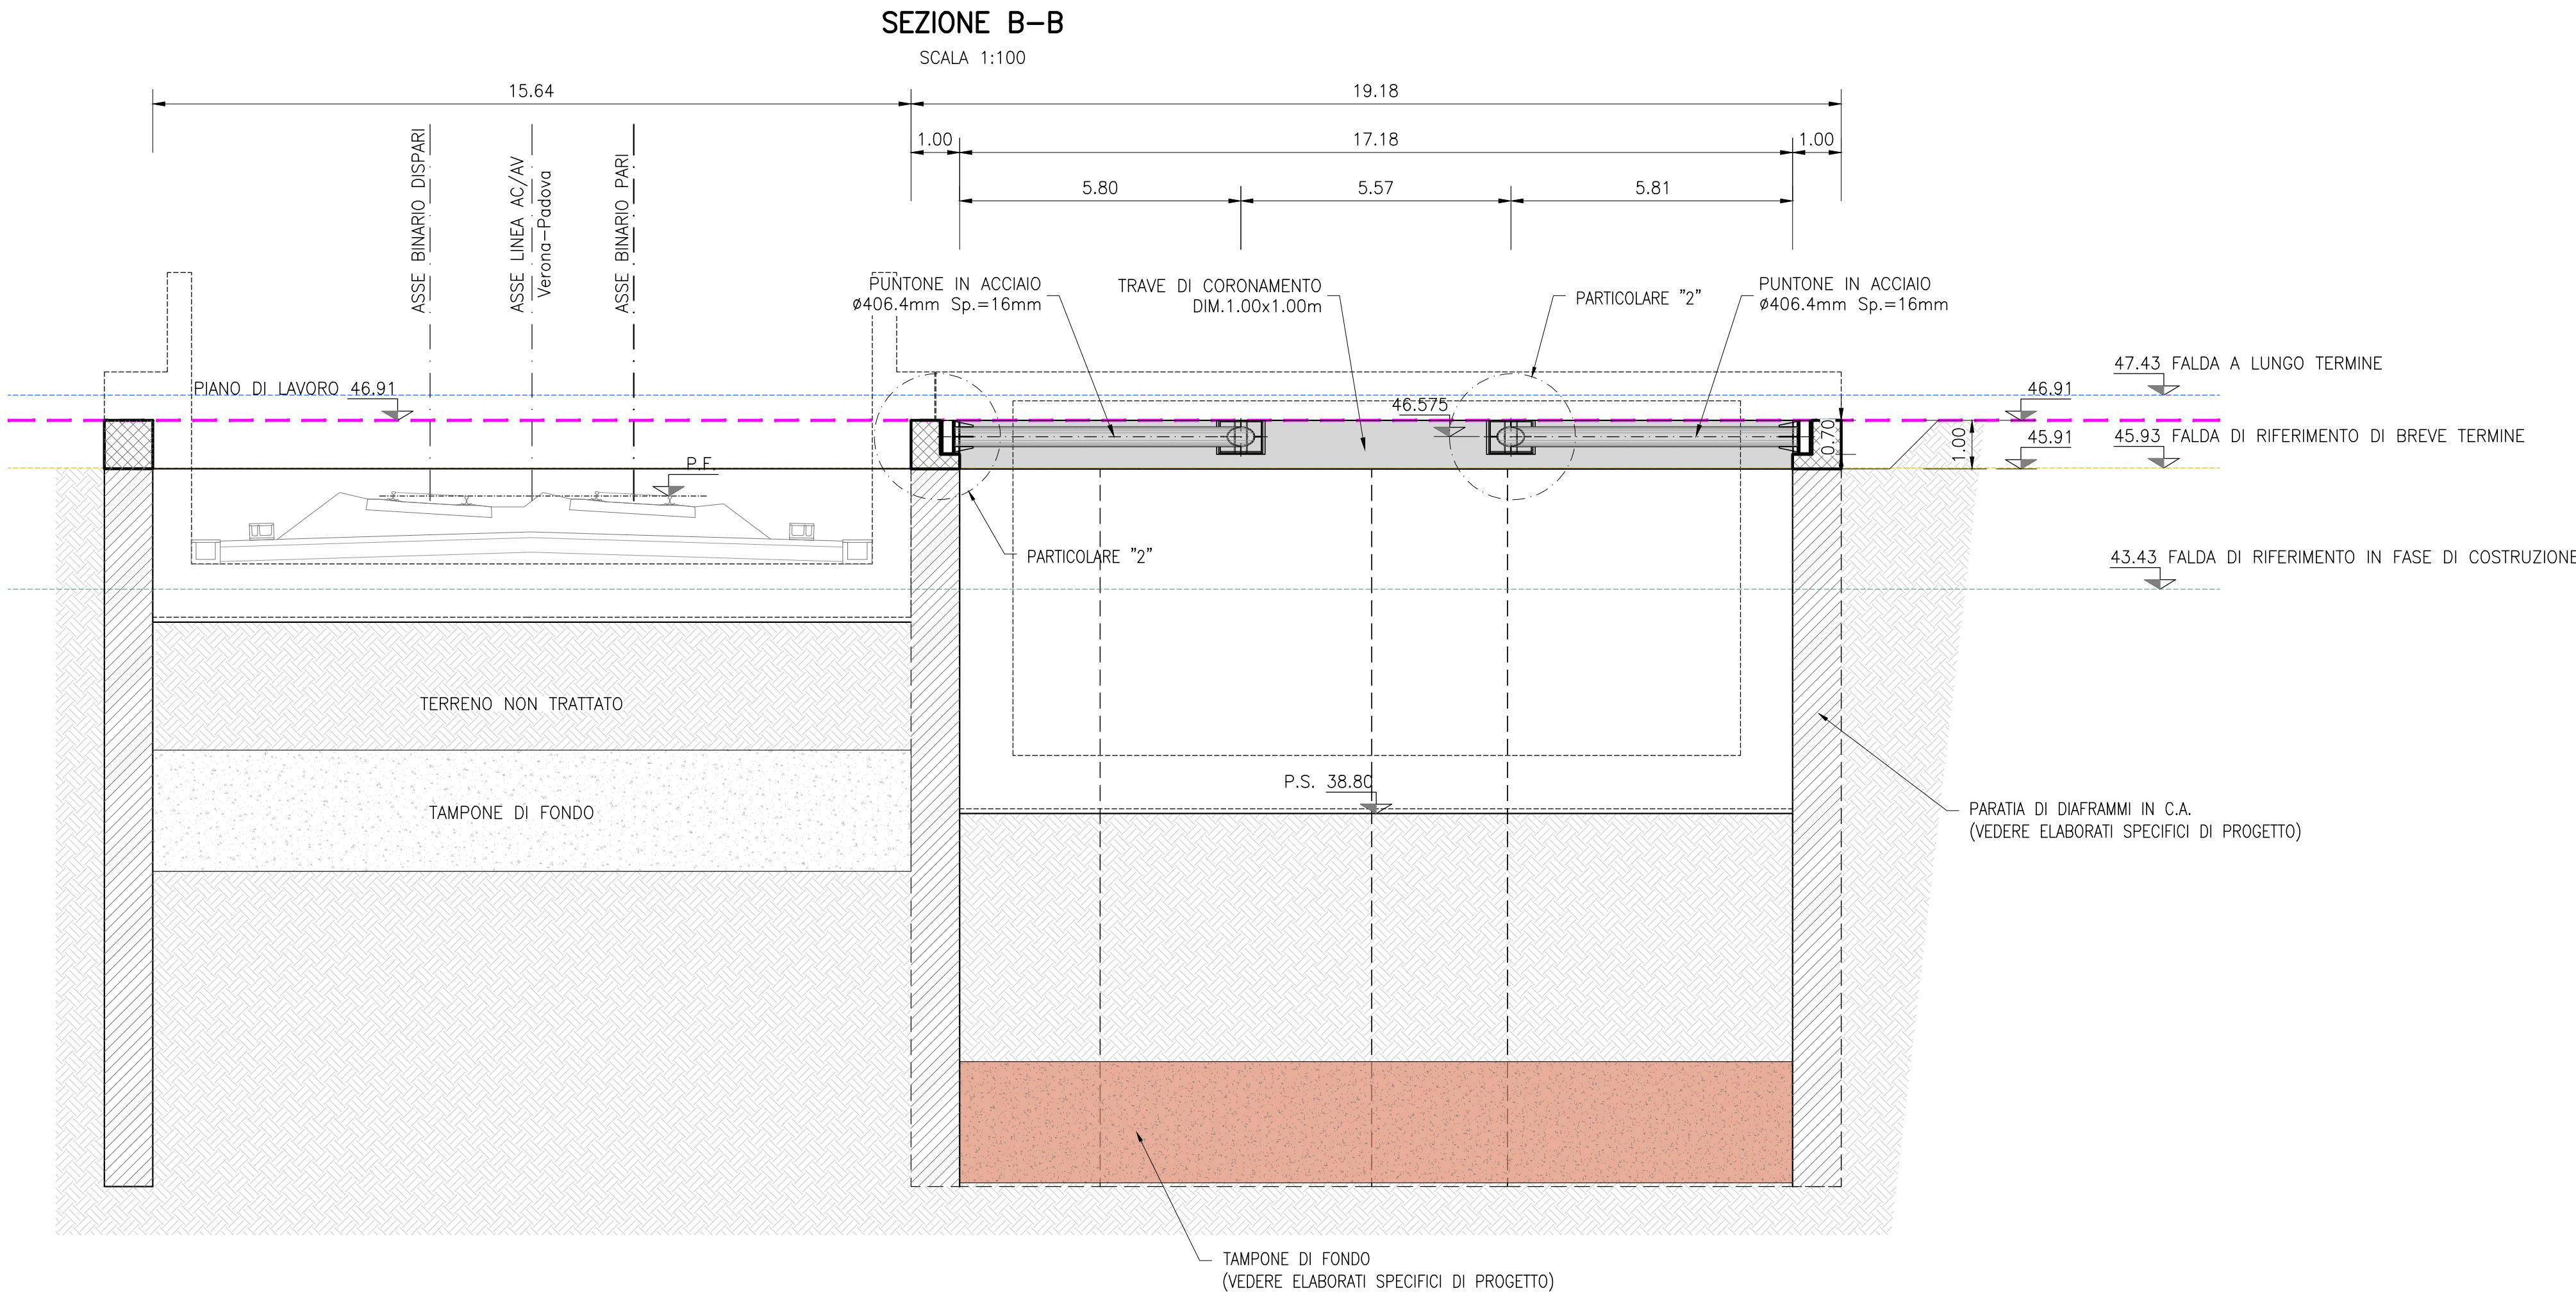 SEZIONE B-B
SCALA 1:100
15.64
19.18
1.00
17.18
1.00
5.80
5.57
5.81
ASSE BINARIO DISPARI
ASSE LINEA AC/AV
Verona-Padova
ASSE BINARIO PARI
PUNTONE IN ACCIAIO
ø406.4mm Sp.=16mm
TRAVE DI CORONAMENTO
DIM.1.00x1.00m
PARTICOLARE "2"
PUNTONE IN ACCIAIO
ø406.4mm Sp.=16mm
47.43 FALDA A LUNGO TERMINE
PIANO DI LAVORO 46.91
46.91
46.575
0.70
1.00
45.91
45.93 FALDA DI RIFERIMENTO DI BREVE TERMINE
P.F.
PARTICOLARE "2"
43.43 FALDA DI RIFERIMENTO IN FASE DI COSTRUZIONE
TERRENO NON TRATTATO
P.S. 38.80
TAMPONE DI FONDO
PARATIA DI DIAFRAMMI IN C.A.
(VEDERE ELABORATI SPECIFICI DI PROGETTO)
TAMPONE DI FONDO
(VEDERE ELABORATI SPECIFICI DI PROGETTO)